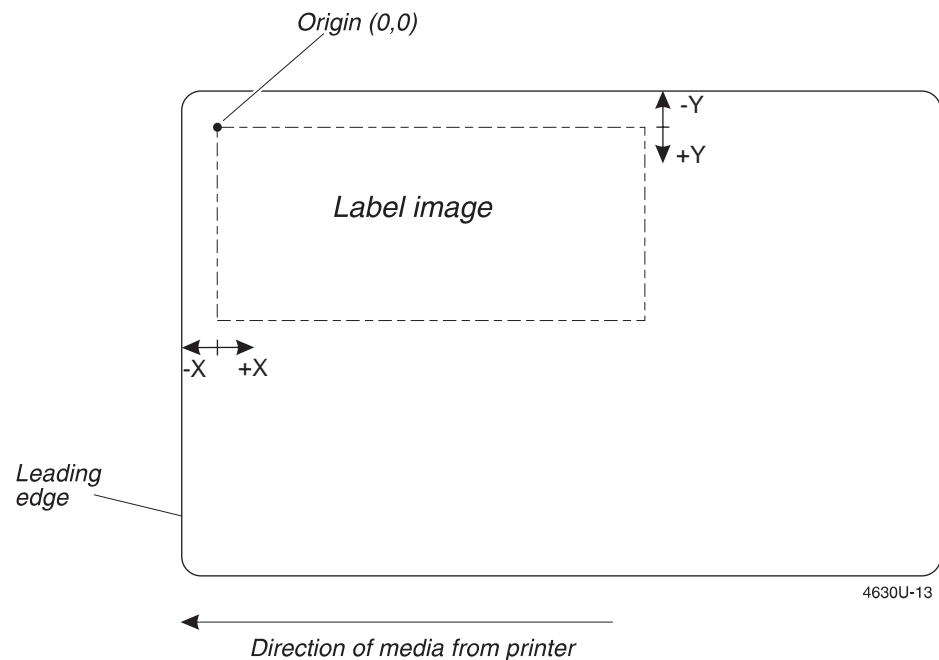 Origin (0,0)
-Y
+Y
Label image
-X
+X
Leading
edge
4630U-13
Direction of media from printer